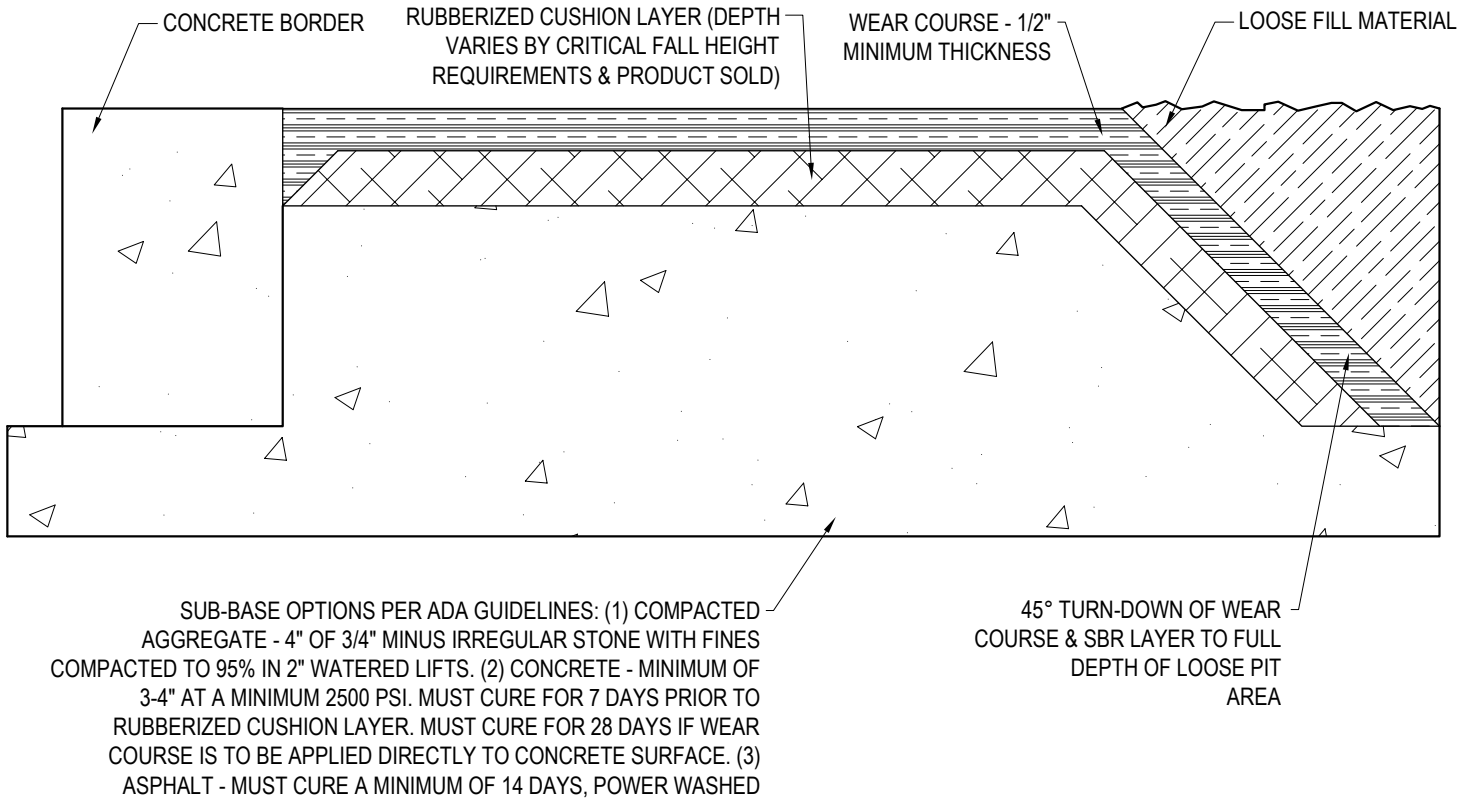 CONCRETE BORDER
RUBBERIZED CUSHION LAYER (DEPTH
VARIES BY CRITICAL FALL HEIGHT
REQUIREMENTS & PRODUCT SOLD)
WEAR COURSE - 1/2"
MINIMUM THICKNESS
LOOSE FILL MATERIAL
SUB-BASE OPTIONS PER ADA GUIDELINES: (1) COMPACTED
AGGREGATE - 4" OF 3/4" MINUS IRREGULAR STONE WITH FINES
COMPACTED TO 95% IN 2" WATERED LIFTS. (2) CONCRETE - MINIMUM OF
3-4" AT A MINIMUM 2500 PSI. MUST CURE FOR 7 DAYS PRIOR TO
RUBBERIZED CUSHION LAYER. MUST CURE FOR 28 DAYS IF WEAR
COURSE IS TO BE APPLIED DIRECTLY TO CONCRETE SURFACE. (3)
ASPHALT - MUST CURE A MINIMUM OF 14 DAYS, POWER WASHED
45° TURN-DOWN OF WEAR
COURSE & SBR LAYER TO FULL
DEPTH OF LOOSE PIT
AREA